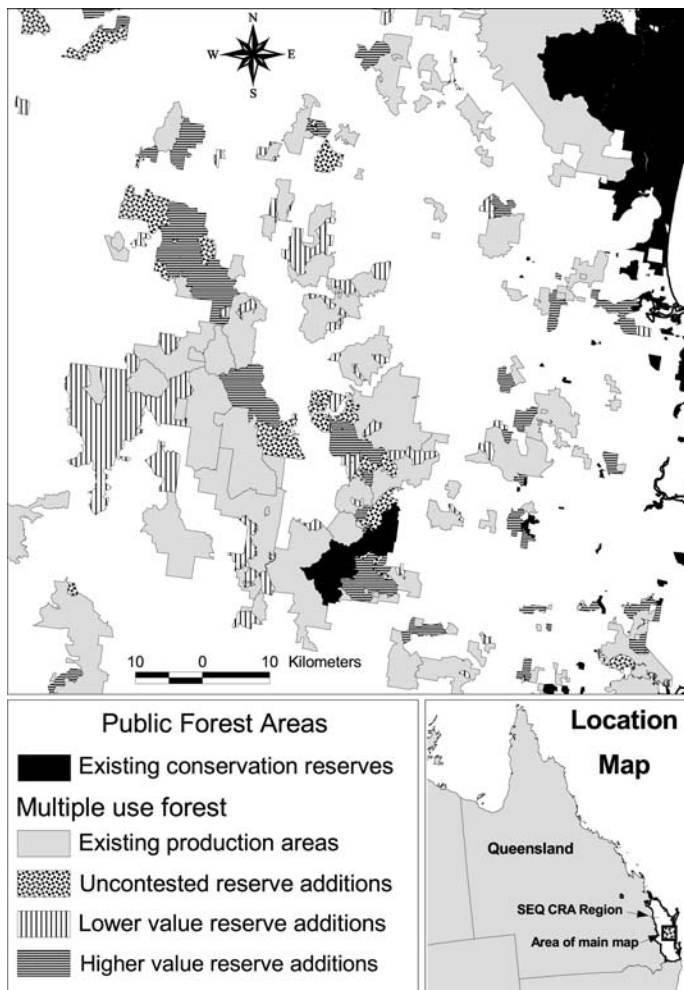 N
W E
S
10 0 10 Kilometers
Public Forest Areas
Existing conservation reserves
Multiple use forest
Existing production areas
Uncontested reserve additions
Lower value reserve additions
Higher value reserve additions
Location
Map
Queensland
SEQ CRA Region
Area of main map